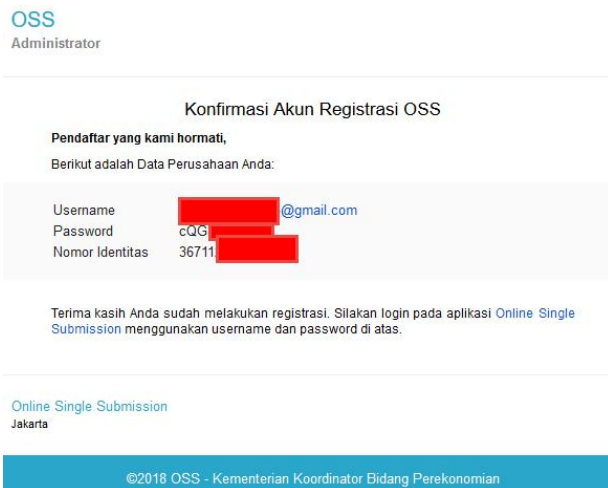 OSS
Administrator
Konfirmasi Akun Registrasi OSS
Pendaftar yang kami hormati,
Berikut adalah Data Perusahaan Anda:
Username @gmail.com
Password cQG
Nomor Identitas 36711
Terima kasih Anda sudah melakukan registrasi. Silakan login pada aplikasi Online Single
Submission menggunakan username dan password di atas.
Online Single Submission
Jakarta
©2018 OSS - Kementerian Koordinator Bidang Perekonomian